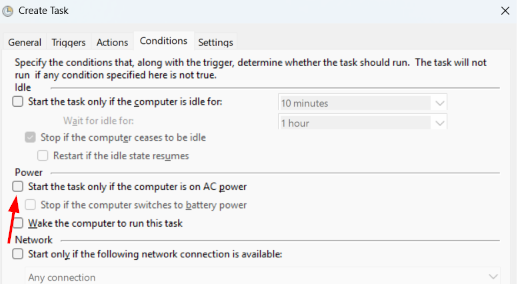 Create Task
General Triggers Actions Conditions Settings
Specify the conditions that, along with the trigger, determine whether the task should run. The task will not
run if any condition specified here is not true.
Idle
Start the task only if the computer is idle for: 10 minutes
Wait for idle for: 1 hour
Stop if the computer ceases to be idle
Restart if the idle state resumes
Power
Start the task only if the computer is on AC power
Stop if the computer switches to battery power
Wake the computer to run this task
Network
Start only if the following network connection is available:
Any connection